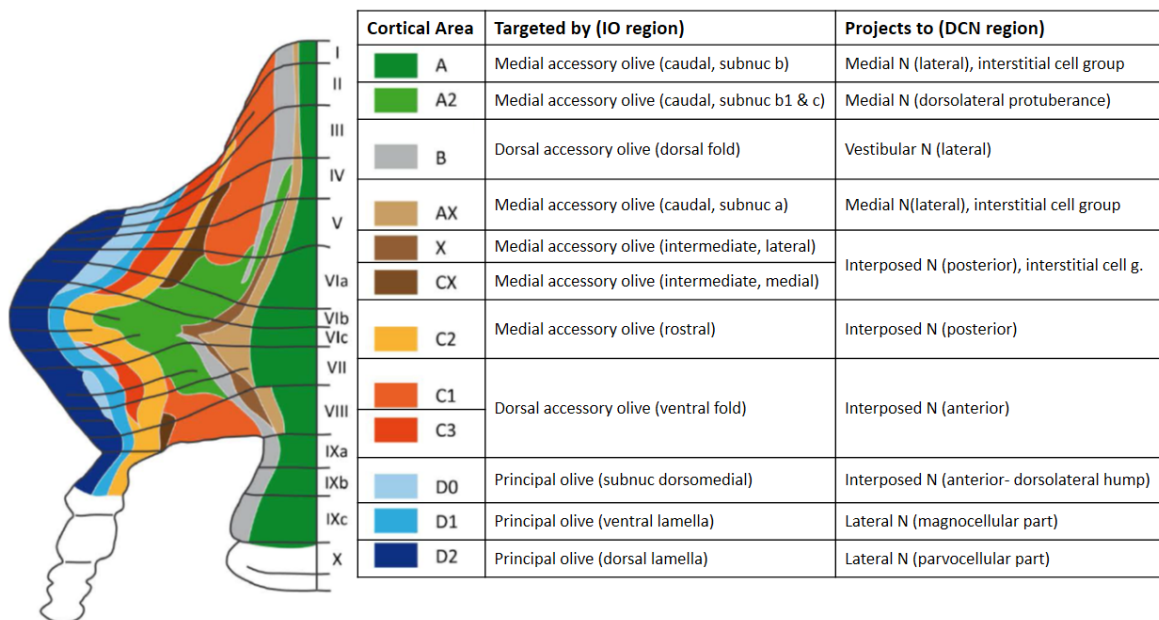 Cortical Area Targeted by (IO region) Projects to (DCN region)
I
II
III
IV
V
VIa
VIb
VIc
VII
VIII
IXa
IXb
IXc
X
A Medial accessory olive (caudal, subnuc b) Medial N (lateral), interstitial cell group
A2 Medial accessory olive (caudal, subnuc b1 & c) Medial N (dorsolateral protuberance)
B Dorsal accessory olive (dorsal fold) Vestibular N (lateral)
AX Medial accessory olive (caudal, subnuc a) Medial N(lateral), interstitial cell group
X Medial accessory olive (intermediate, lateral)
CX Medial accessory olive (intermediate, medial)
Interposed N (posterior), interstitial cell g.
C2 Medial accessory olive (rostral) Interposed N (posterior)
C1
C3
Dorsal accessory olive (ventral fold) Interposed N (anterior)
D0 Principal olive (subnuc dorsomedial) Interposed N (anterior- dorsolateral hump)
D1 Principal olive (ventral lamella) Lateral N (magnocellular part)
D2 Principal olive (dorsal lamella) Lateral N (parvocellular part)